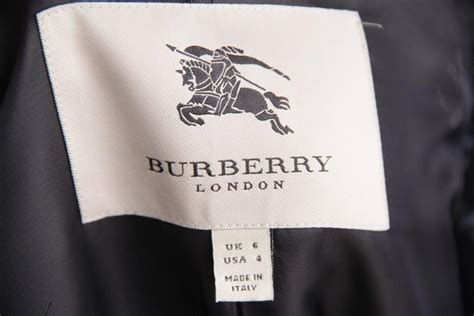 BURBERRY
LONDON
UK 6
USA 4
MADE IN
ITALY